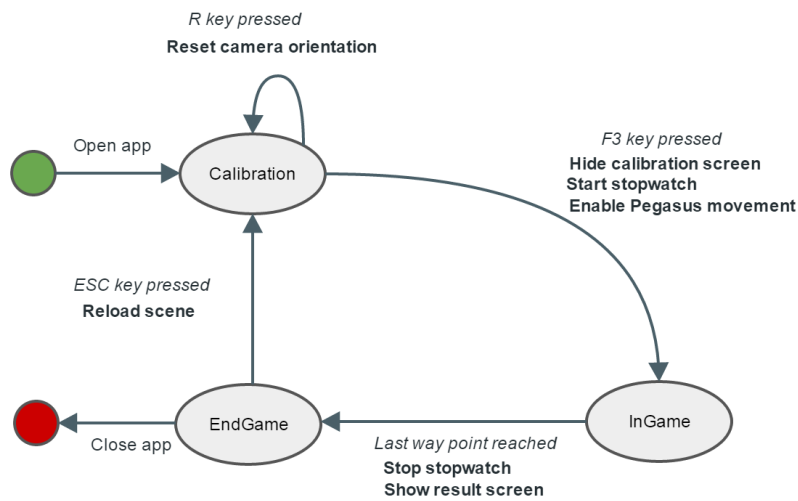 R key pressed
Reset camera orientation
Open app
Calibration
F3 key pressed
Hide calibration screen
Start stopwatch
Enable Pegasus movement
ESC key pressed
Reload scene
EndGame
InGame
Close app
Last way point reached
Stop stopwatch
Show result screen